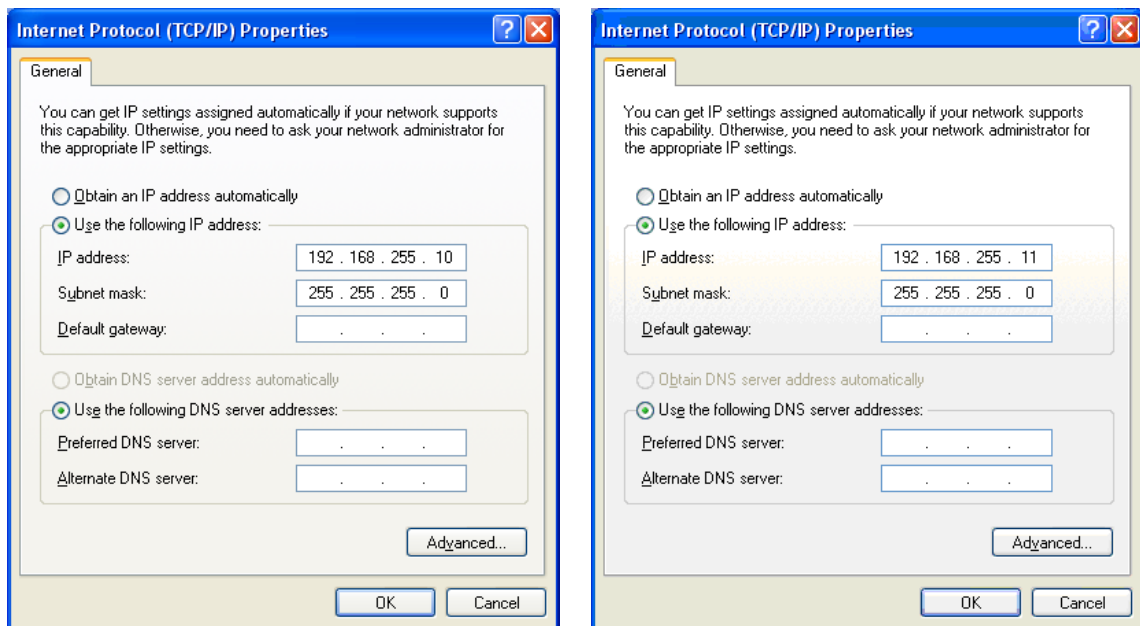 Internet Protocol (TCP/IP) Properties
General
You can get IP settings assigned automatically if your network supports
this capability. Otherwise, you need to ask your network administrator for
the appropriate IP settings.
Obtain an IP address automatically
Use the following IP address:
IP address: 192 . 168 . 255 . 10
Subnet mask: 255 . 255 . 255 . 0
Default gateway: . . .
Obtain DNS server address automatically
Use the following DNS server addresses:
Preferred DNS server: . . .
Alternate DNS server: . . .
Advanced...
OK Cancel
Internet Protocol (TCP/IP) Properties
General
You can get IP settings assigned automatically if your network supports
this capability. Otherwise, you need to ask your network administrator for
the appropriate IP settings.
Obtain an IP address automatically
Use the following IP address:
IP address: 192 . 168 . 255 . 11
Subnet mask: 255 . 255 . 255 . 0
Default gateway: . . .
Obtain DNS server address automatically
Use the following DNS server addresses:
Preferred DNS server: . . .
Alternate DNS server: . . .
Advanced...
OK Cancel